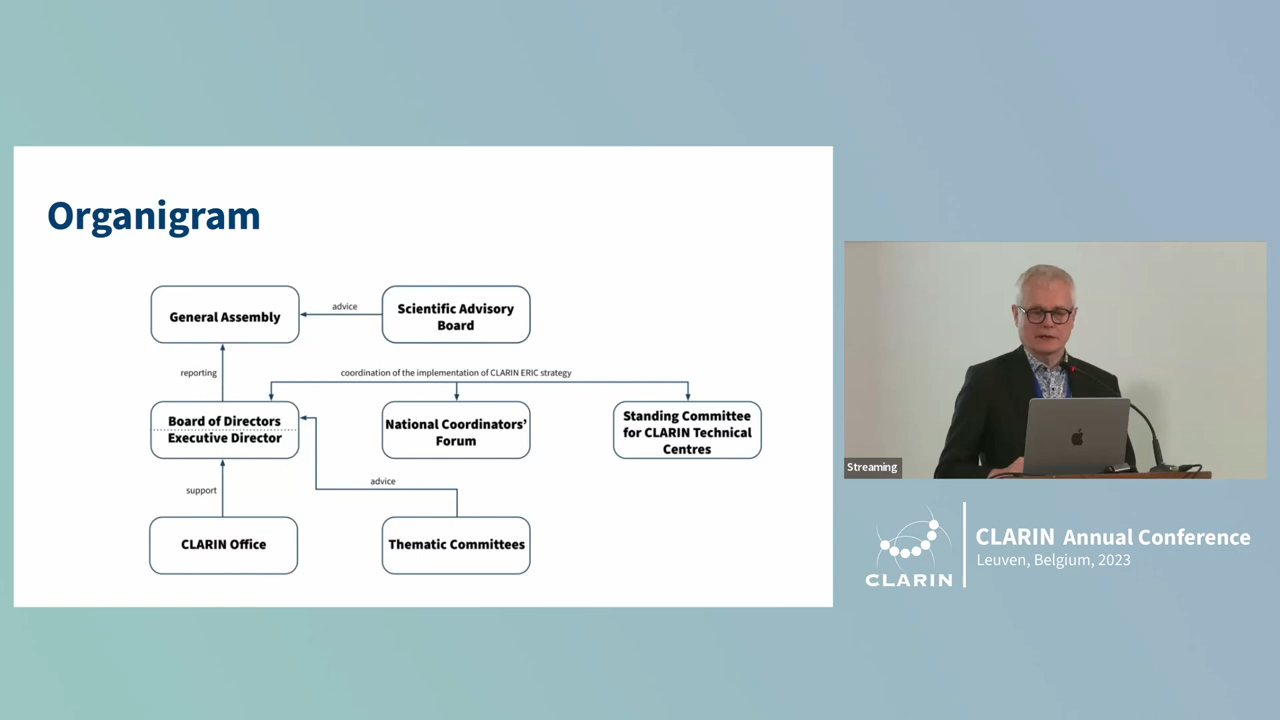 Organigram
General Assembly
advice
Scientific Advisory
Board
reporting
coordination of the implementation of CLARIN ERIC strategy
Board of Directors
Executive Director
National Coordinators’
Forum
Standing Committee
for CLARIN Technical
Centres
support
advice
CLARIN Office
Thematic Committees
Streaming
CLARIN
CLARIN Annual Conference
Leuven, Belgium, 2023